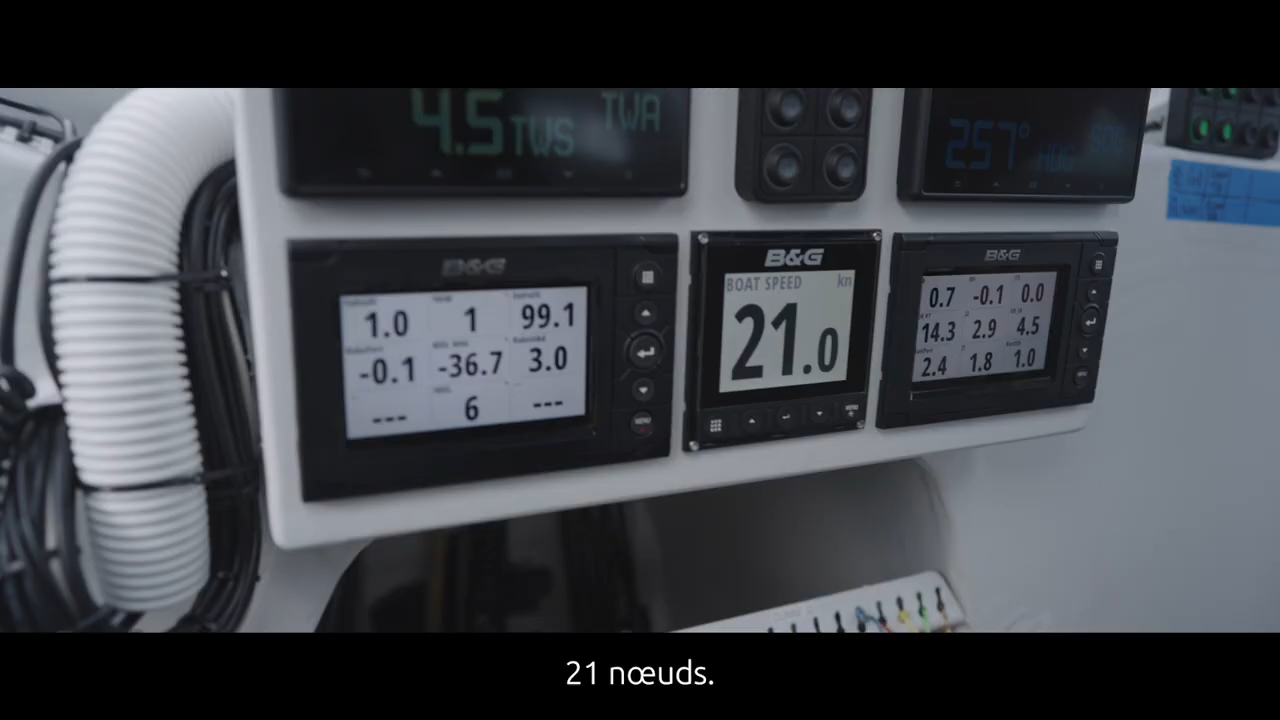 4.5 TWS TWA
257° HDG
B&G
1.0 1 99.1
-0.1 -36.7 3.0
--- 6 ---
MENU
B&G
BOAT SPEED kn
21.0
MENU
B&G
0.7 -0.1 0.0
14.3 2.9 4.5
2.4 1.8 1.0
21 nœuds.